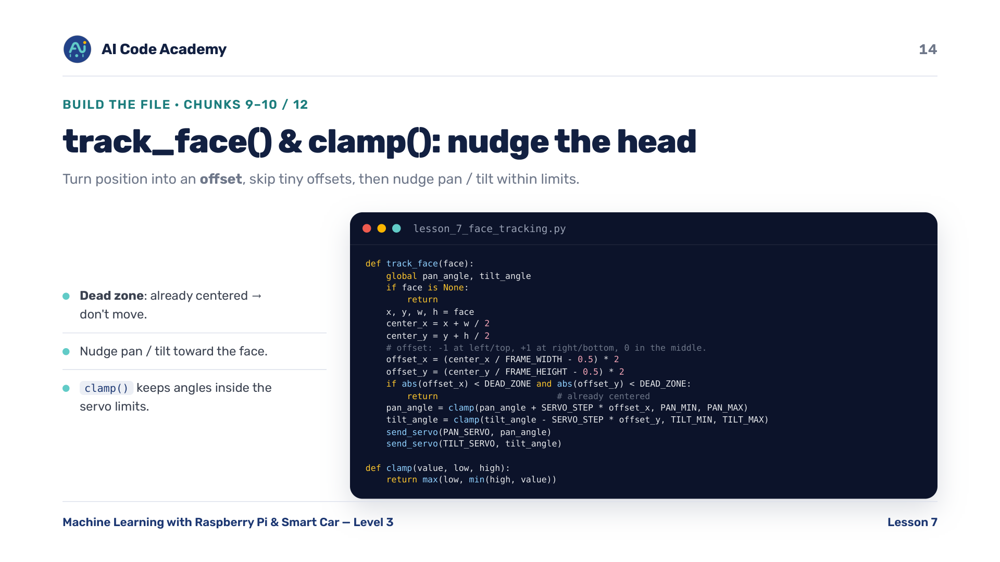 AI Code Academy
14
BUILD THE FILE • CHUNKS 9–10 / 12
track_face() & clamp(): nudge the head
Turn position into an offset, skip tiny offsets, then nudge pan / tilt within limits.
Dead zone: already centered →
don't move.
Nudge pan / tilt toward the face.
clamp() keeps angles inside the
servo limits.
lesson_7_face_tracking.py
def track_face(face):
    global pan_angle, tilt_angle
    if face is None:
        return
    x, y, w, h = face
    center_x = x + w / 2
    center_y = y + h / 2
    # offset: -1 at left/top, +1 at right/bottom, 0 in the middle.
    offset_x = (center_x / FRAME_WIDTH - 0.5) * 2
    offset_y = (center_y / FRAME_HEIGHT - 0.5) * 2
    if abs(offset_x) < DEAD_ZONE and abs(offset_y) < DEAD_ZONE:
        return                       # already centered
    pan_angle = clamp(pan_angle + SERVO_STEP * offset_x, PAN_MIN, PAN_MAX)
    tilt_angle = clamp(tilt_angle - SERVO_STEP * offset_y, TILT_MIN, TILT_MAX)
    send_servo(PAN_SERVO, pan_angle)
    send_servo(TILT_SERVO, tilt_angle)
def clamp(value, low, high):
    return max(low, min(high, value))
Machine Learning with Raspberry Pi & Smart Car — Level 3
Lesson 7